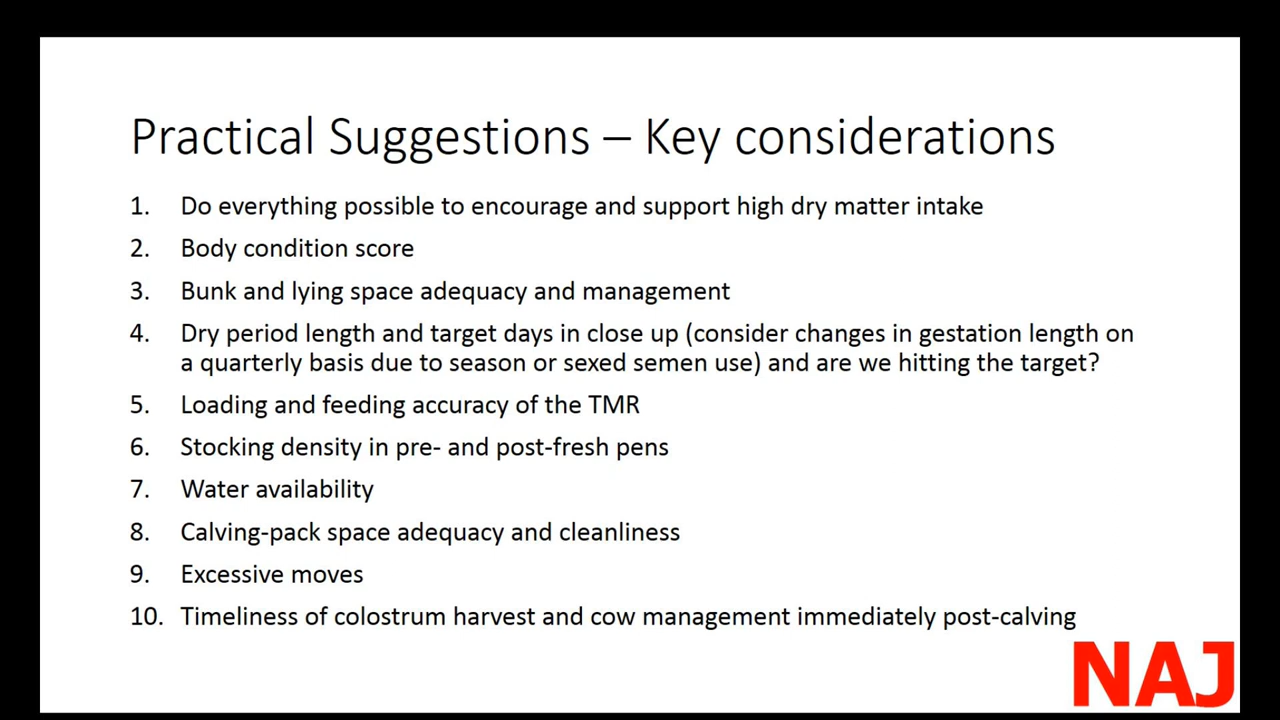 Practical Suggestions – Key considerations
1. Do everything possible to encourage and support high dry matter intake
2. Body condition score
3. Bunk and lying space adequacy and management
4. Dry period length and target days in close up (consider changes in gestation length on
a quarterly basis due to season or sexed semen use) and are we hitting the target?
5. Loading and feeding accuracy of the TMR
6. Stocking density in pre- and post-fresh pens
7. Water availability
8. Calving-pack space adequacy and cleanliness
9. Excessive moves
10. Timeliness of colostrum harvest and cow management immediately post-calving
NAJ